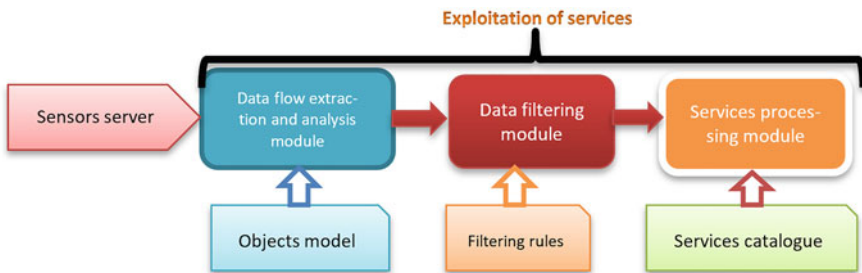 Exploitation of services
Sensors server
Data flow extrac-
tion and analysis
module
Data filtering
module
Services proces-
sing module
Objects model
Filtering rules
Services catalogue